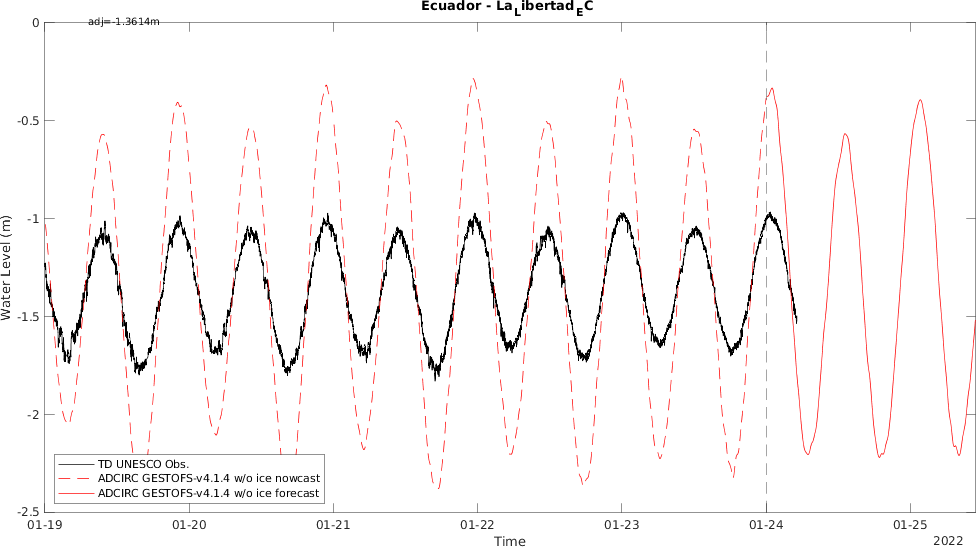 Ecuador - LaLibertadEC
adj=-1.3614m
0
-0.5
-1
-1.5
-2
-2.5
Water Level (m)
TD UNESCO Obs.
ADCIRC GESTOFS-v4.1.4 w/o ice nowcast
ADCIRC GESTOFS-v4.1.4 w/o ice forecast
01-19 01-20 01-21 01-22 01-23 01-24 01-25
Time
2022